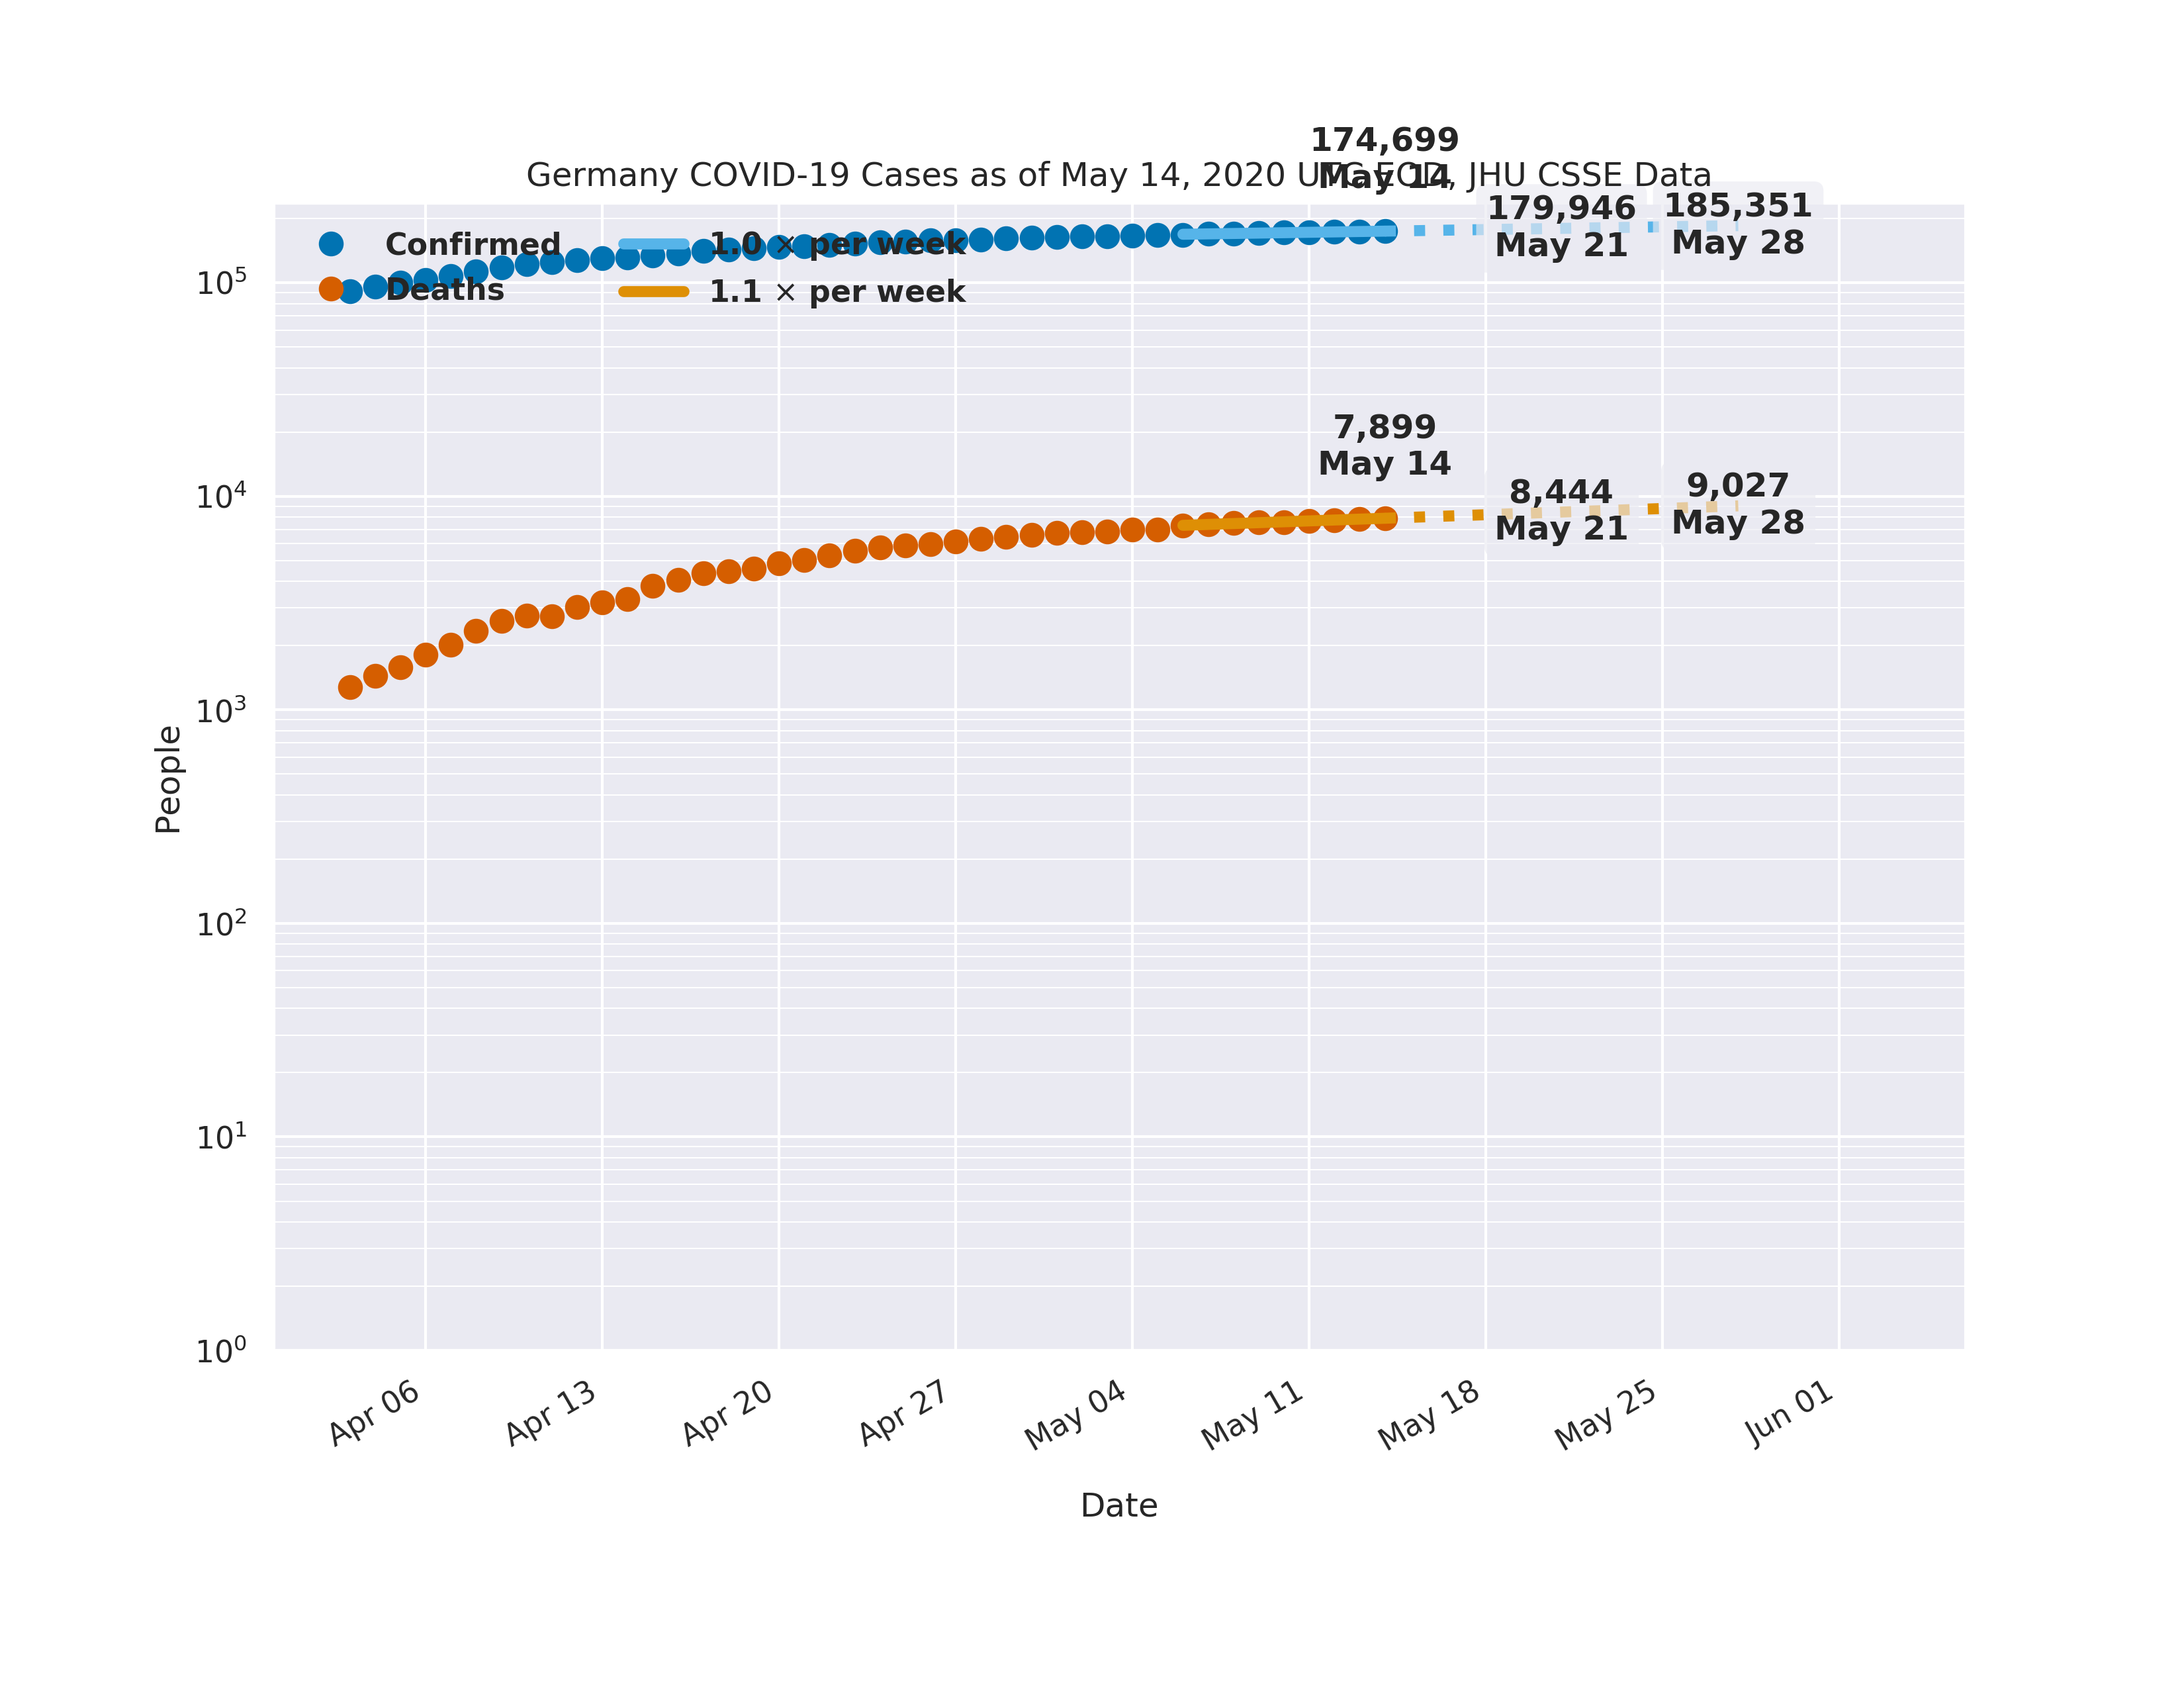 174,699
May 14
Germany COVID-19 Cases as of May 14, 2020 UTC EOD, JHU CSSE Data
179,946
May 21
185,351
May 28
Confirmed
Deaths
1.0 × per week
1.1 × per week
7,899
May 14
8,444
May 21
9,027
May 28
People
10⁵
10⁴
10³
10²
10¹
10⁰
Apr 06
Apr 13
Apr 20
Apr 27
May 04
May 11
May 18
May 25
Jun 01
Date